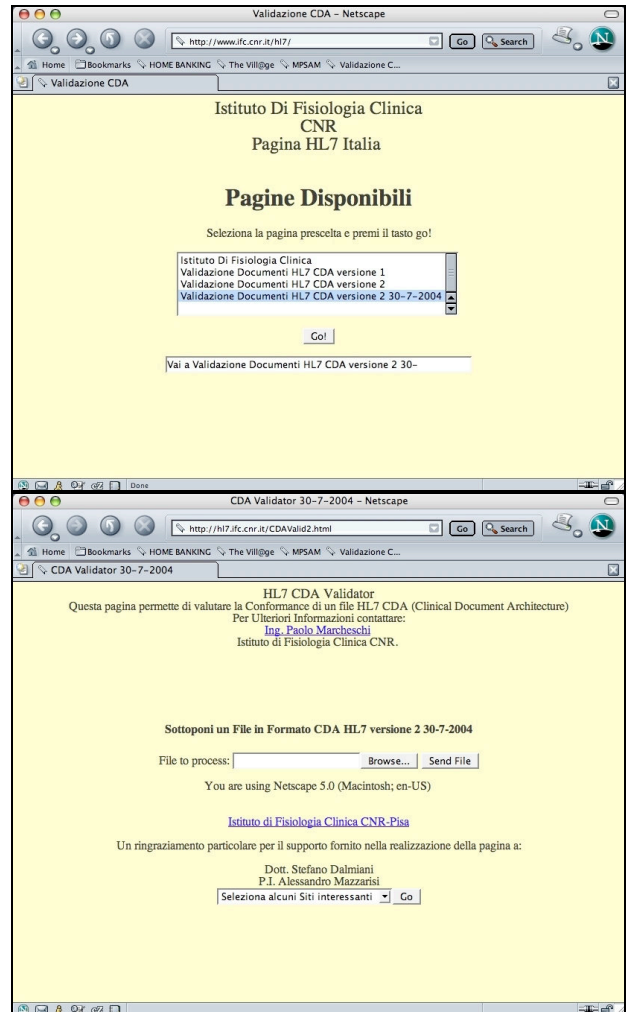 Validazione CDA - Netscape
http://www.ifc.cnr.it/hl7/
Go
Search
N
Home Bookmarks HOME BANKING The Vill@ge MPSAM Validazione C...
Validazione CDA
Istituto Di Fisiologia Clinica
CNR
Pagina HL7 Italia
Pagine Disponibili
Seleziona la pagina prescelta e premi il tasto go!
Istituto Di Fisiologia Clinica
Validazione Documenti HL7 CDA versione 1
Validazione Documenti HL7 CDA versione 2
Validazione Documenti HL7 CDA versione 2 30-7-2004
Go!
Vai a Validazione Documenti HL7 CDA versione 2 30-
Done
CDA Validator 30-7-2004 - Netscape
http://hl7.ifc.cnr.it/CDAValid2.html
Go
Search
N
Home Bookmarks HOME BANKING The Vill@ge MPSAM Validazione C...
CDA Validator 30-7-2004
HL7 CDA Validator
Questa pagina permette di valutare la Conformance di un file HL7 CDA (Clinical Document Architecture)
Per Ulteriori Informazioni contattare:
Ing. Paolo Marcheschi
Istituto di Fisiologia Clinica CNR.
Sottoponi un File in Formato CDA HL7 versione 2 30-7-2004
File to process: Browse... Send File
You are using Netscape 5.0 (Macintosh; en-US)
Istituto di Fisiologia Clinica CNR-Pisa
Un ringraziamento particolare per il supporto fornito nella realizzazione della pagina a:
Dott. Stefano Dalmiani
P.I. Alessandro Mazzarisi
Seleziona alcuni Siti interessanti Go